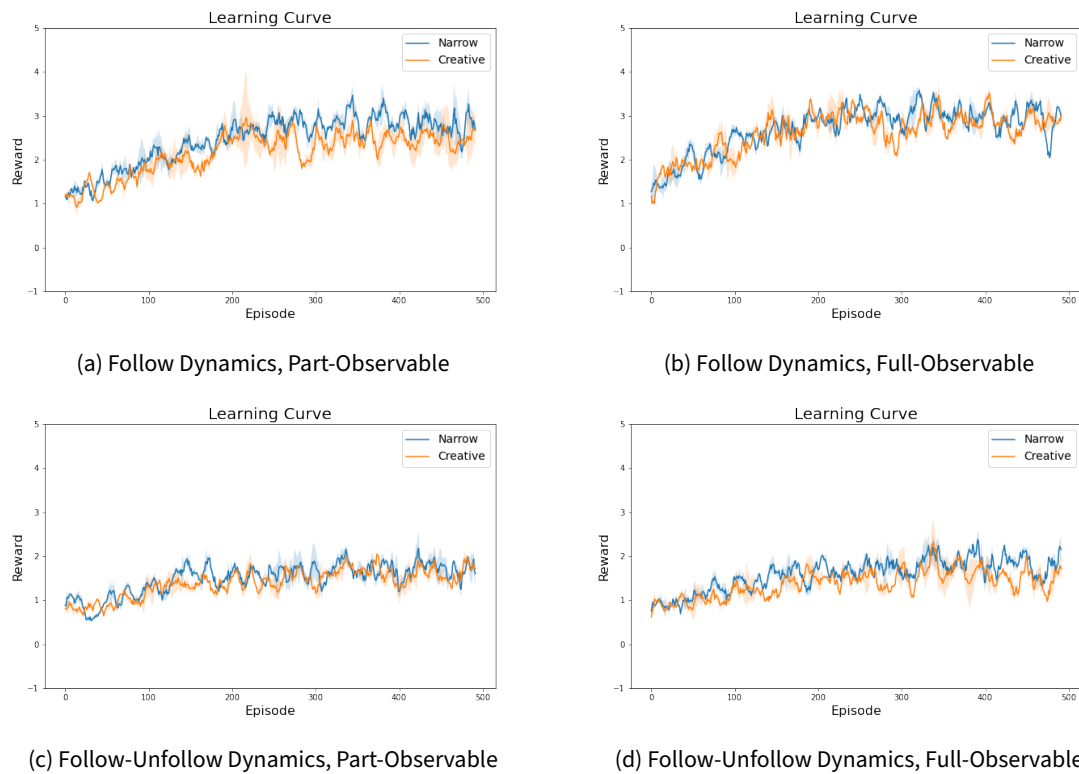 Learning Curve
5
4
3
2
1
0
−1
Reward
Narrow
Creative
0 100 200 300 400 500
Episode
(a) Follow Dynamics, Part-Observable
Learning Curve
5
4
3
2
1
0
−1
Reward
Narrow
Creative
0 100 200 300 400 500
Episode
(b) Follow Dynamics, Full-Observable
Learning Curve
5
4
3
2
1
0
−1
Reward
Narrow
Creative
0 100 200 300 400 500
Episode
(c) Follow-Unfollow Dynamics, Part-Observable
Learning Curve
5
4
3
2
1
0
−1
Reward
Narrow
Creative
0 100 200 300 400 500
Episode
(d) Follow-Unfollow Dynamics, Full-Observable